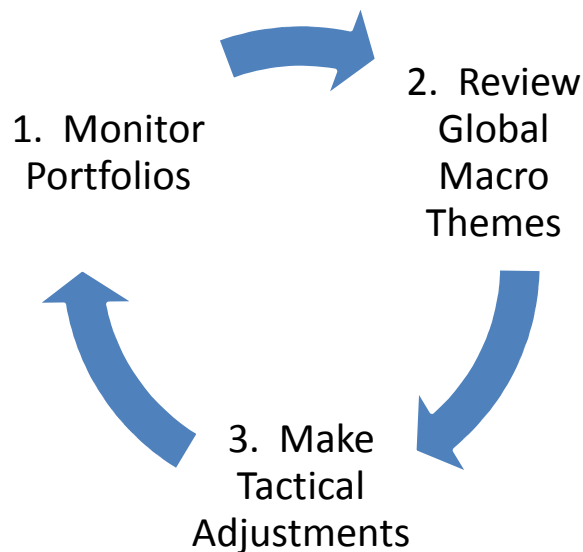 1. Monitor
Portfolios
2. Review
Global
Macro
Themes
3. Make
Tactical
Adjustments